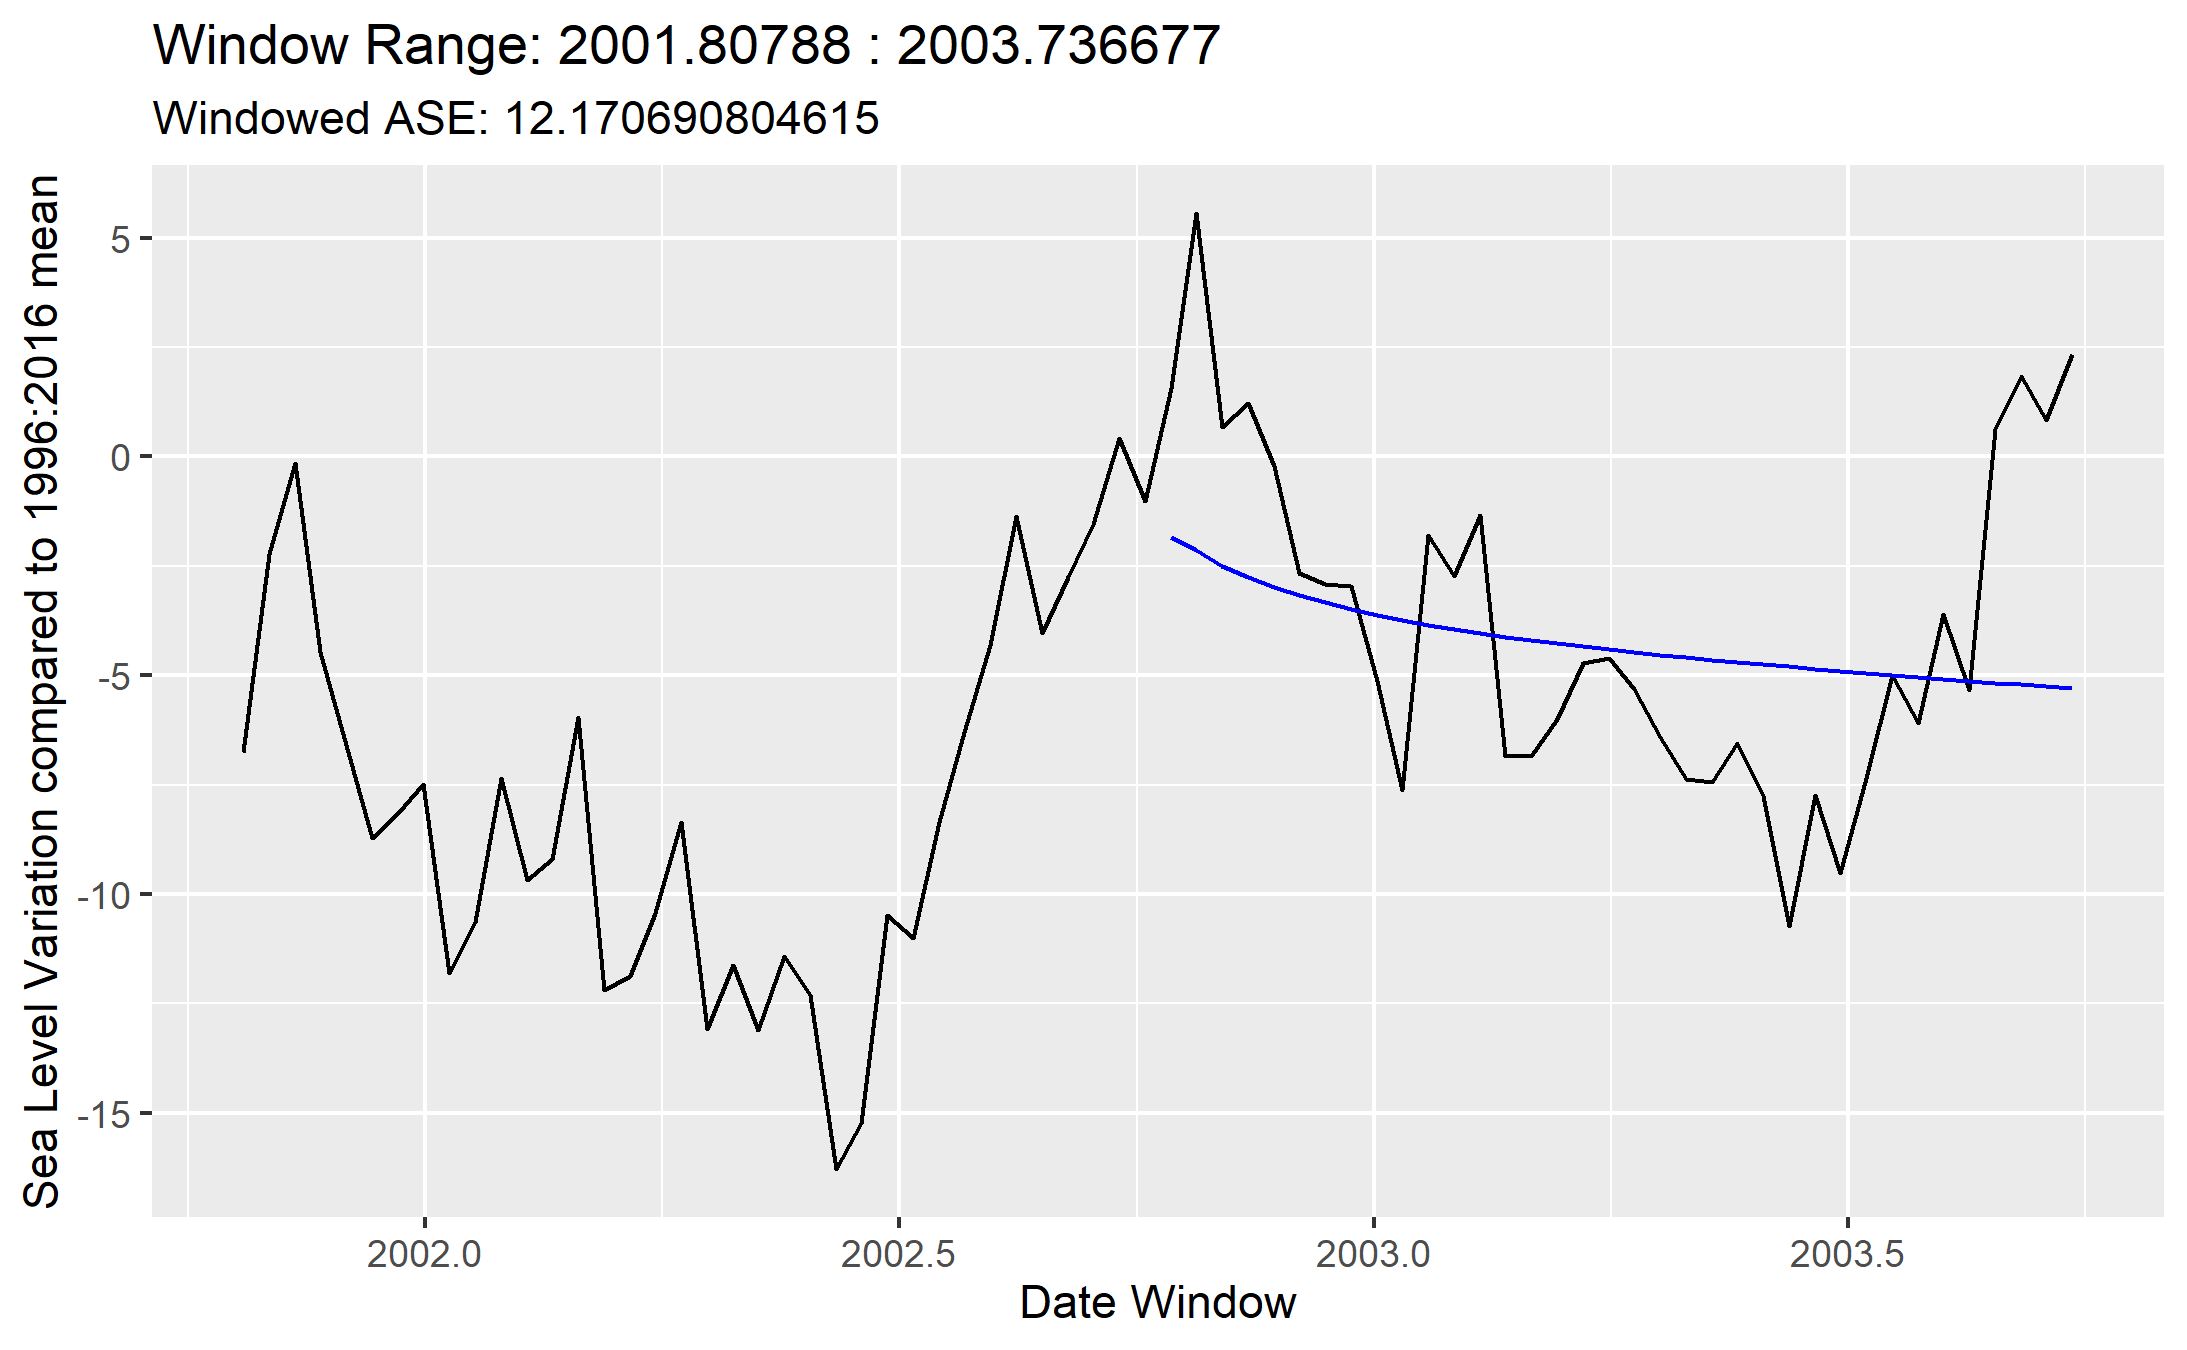 Window Range: 2001.80788 : 2003.736677
Windowed ASE: 12.170690804615
Sea Level Variation compared to 1996:2016 mean
5
0
-5
-10
-15
2002.0 2002.5 2003.0 2003.5
Date Window